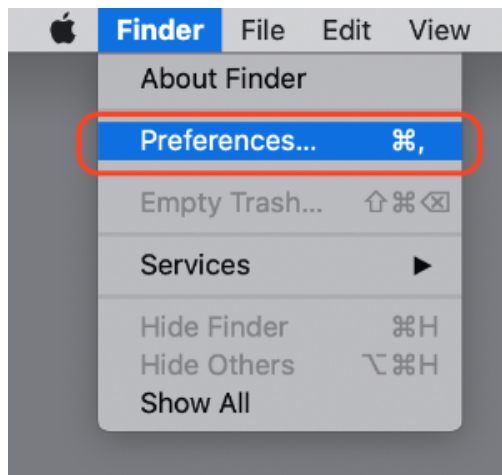 Finder File Edit View
About Finder
Preferences... ⌘,
Empty Trash... ⇧⌘⌫
Services ▶
Hide Finder ⌘H
Hide Others ⌥⌘H
Show All